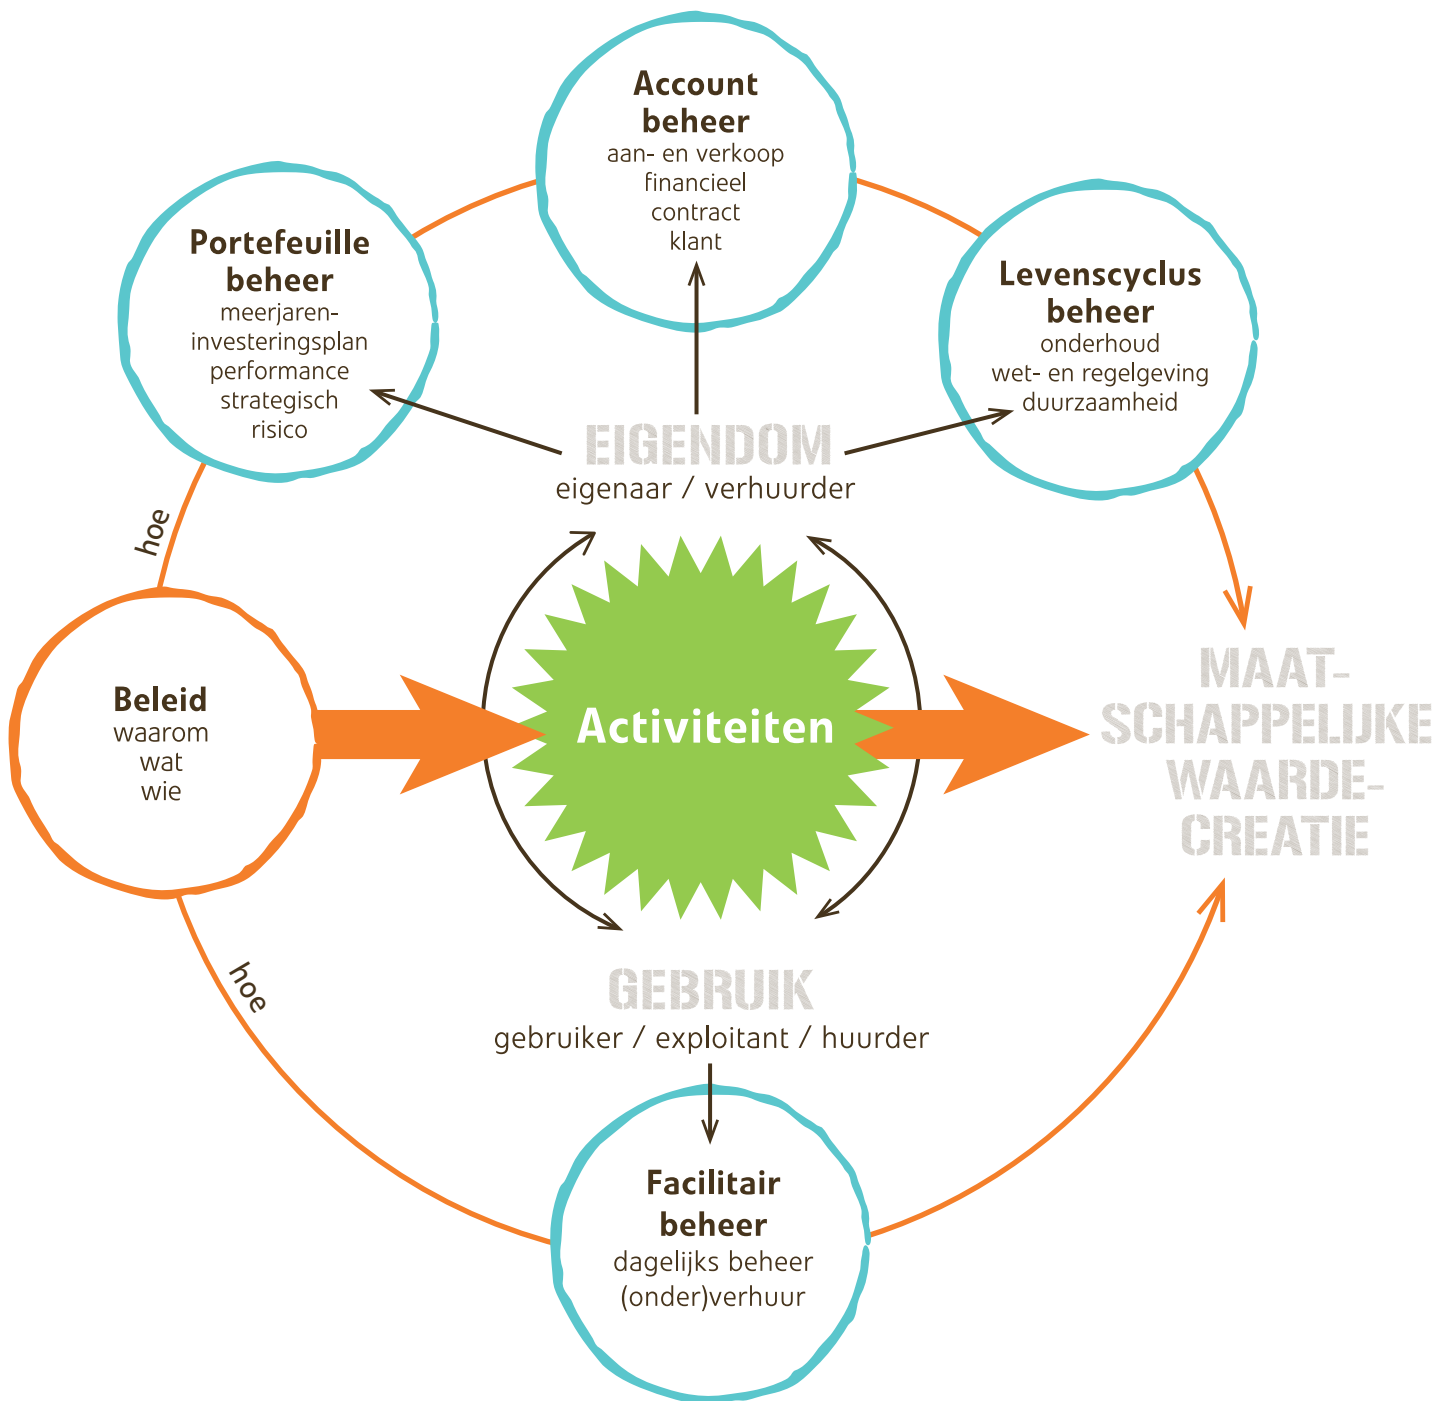 Account
beheer
aan- en verkoop
financieel
contract
klant
Portefeuille
beheer
meerjaren-
investeringsplan
performance
strategisch
risico
Levenscyclus
beheer
onderhoud
wet- en regelgeving
duurzaamheid
EIGENDOM
eigenaar / verhuurder
hoe
Beleid
waarom
wat
wie
Activiteiten
MAAT-
SCHAPPELIJKE
WAARDE-
CREATIE
hoe
GEBRUIK
gebruiker / exploitant / huurder
Facilitair
beheer
dagelijks beheer
(onder)verhuur